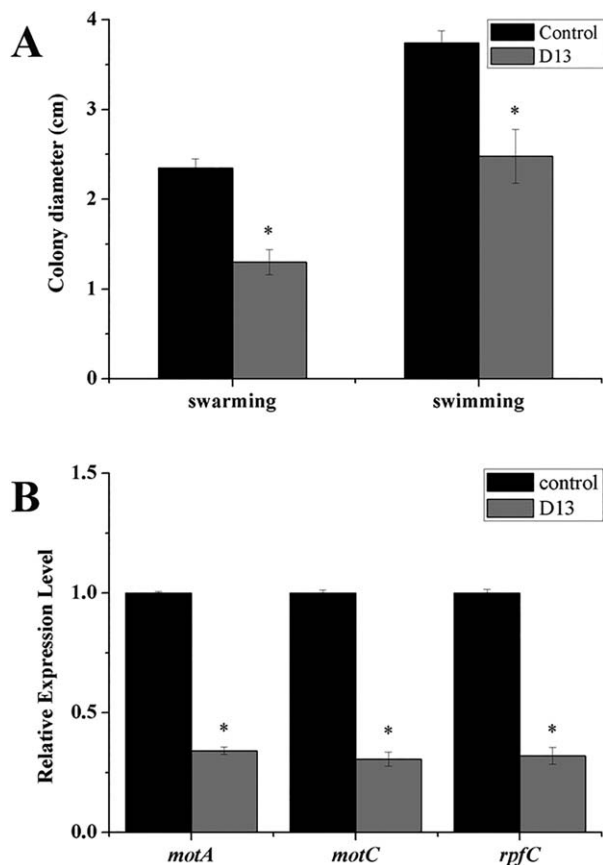 A
Control
D13
Colony diameter (cm)
4
3
2
1
0
*
*
swarming
swimming
B
control
D13
Relative Expression Level
1.5
1.0
0.5
0.0
*
*
*
motA
motC
rpfC